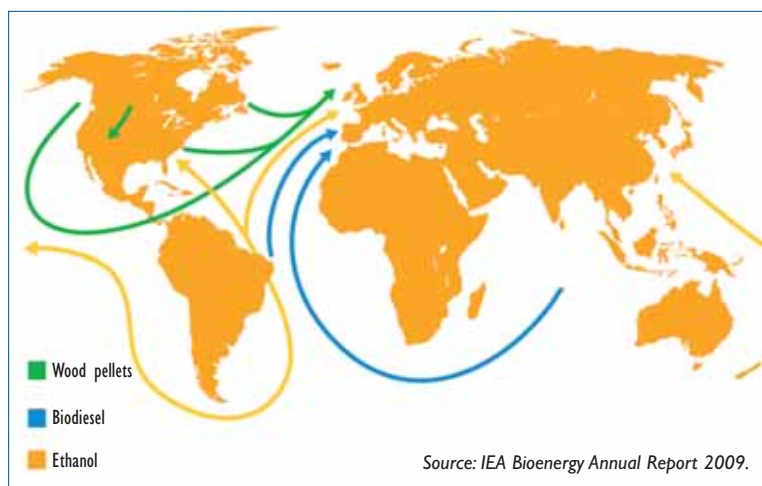 Wood pellets
Biodiesel
Ethanol
Source: IEA Bioenergy Annual Report 2009.